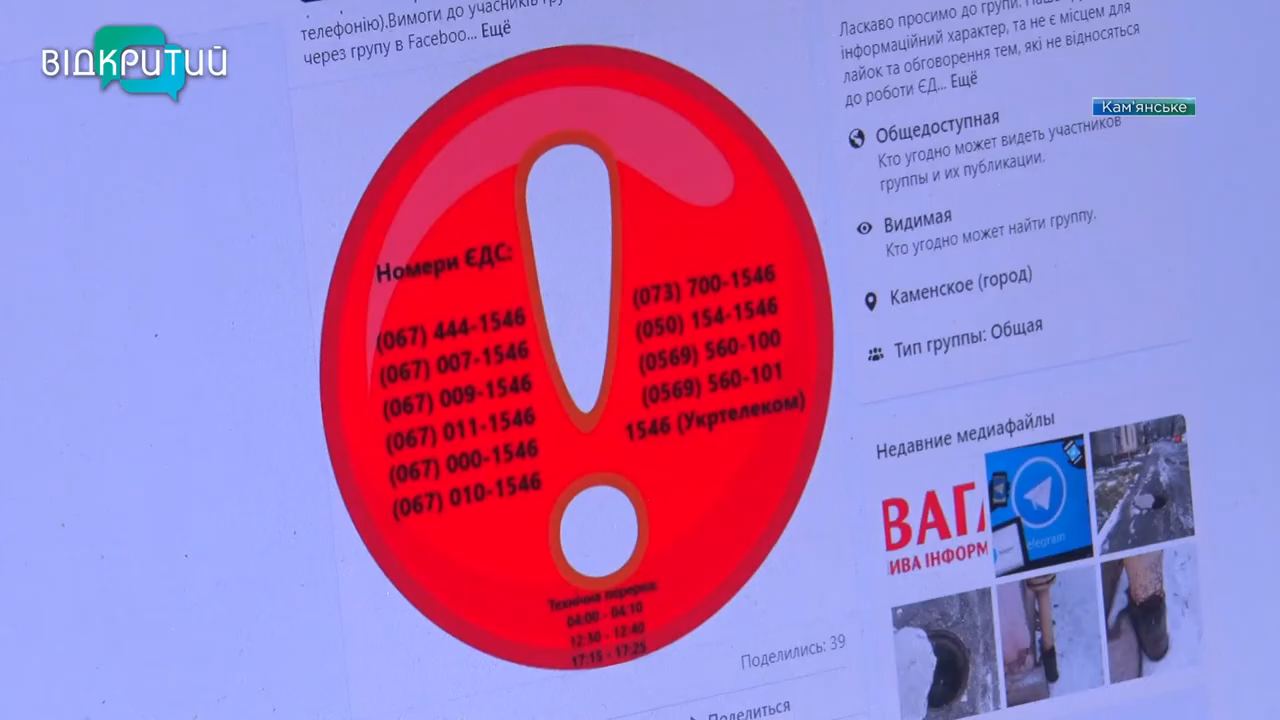 ВІДКРИТИЙ
Кам'янське
телефонію).Вимоги до учасників
через групу в Faceboo... Ещё
Номери ЄДС:
(067) 444-1546
(067) 007-1546
(067) 009-1546
(067) 011-1546
(067) 000-1546
(067) 010-1546
(073) 700-1546
(050) 154-1546
(0569) 560-100
(0569) 560-101
1546 (Укртелеком)
Технічна перерва:
04:00 - 04:10
12:30 - 12:40
17:15 - 17:25
Поделились: 39
Поделиться
Ласкаво просимо до групи.
інформаційний характер, та не є місцем для
лайок та обговорення тем, які не відносяться
до роботи ЄД... Ещё
Общедоступная
Кто угодно может видеть участников
группы и их публикации.
Видимая
Кто угодно может найти группу.
Каменское (город)
Тип группы: Общая
Недавние медиафайлы
ВАГА
ИВА ІНФОРМ
elegram